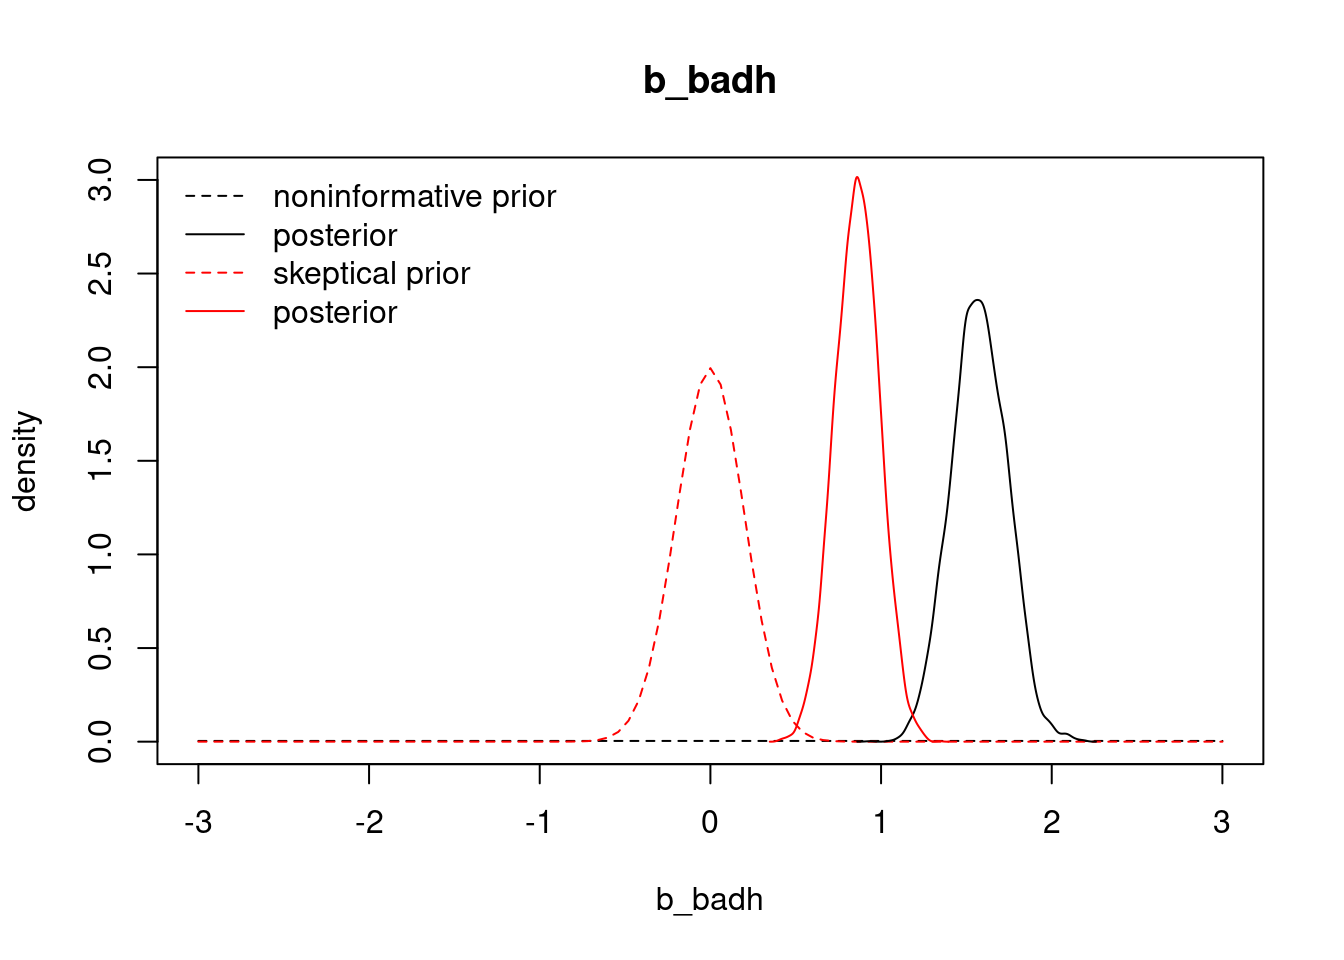 b_badh
noninformative prior
posterior
skeptical prior
posterior
density
0.0 0.5 1.0 1.5 2.0 2.5 3.0
-3 -2 -1 0 1 2 3
b_badh